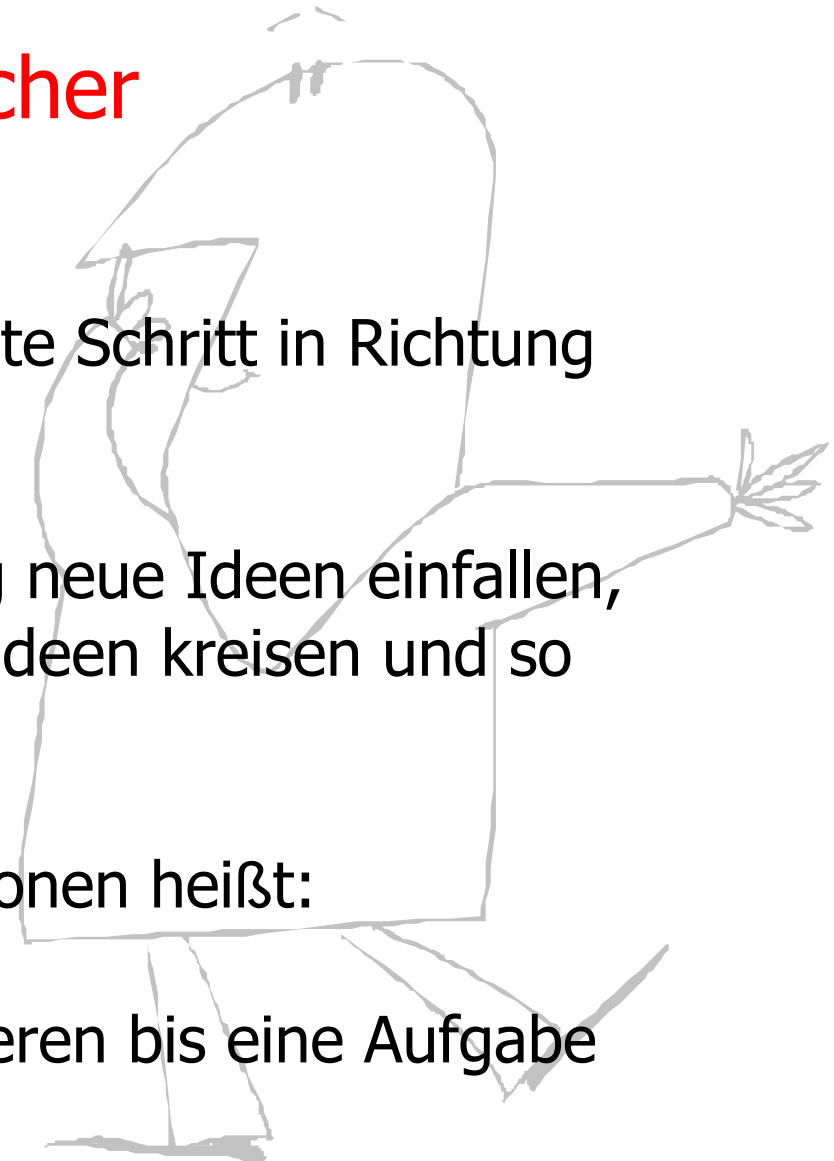 cher
te Schritt in Richtung
g neue Ideen einfallen,
deen kreisen und so
onen heißt:
eren bis eine Aufgabe